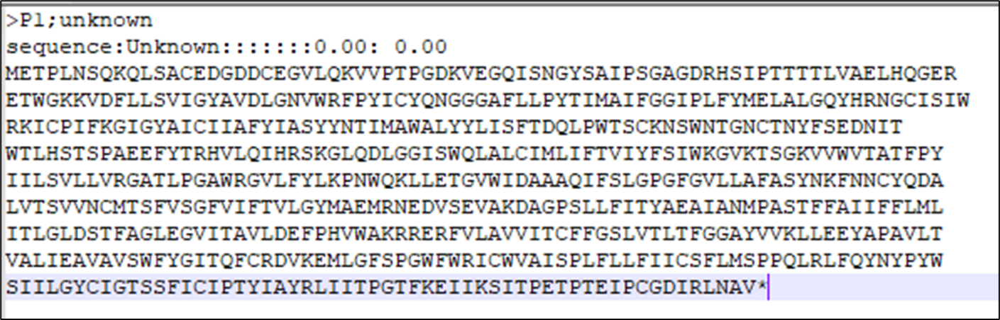 >P1;unknown
sequence:Unknown:::::::0.00: 0.00
METPLNSQKQLSACEDGDDCEGVLQKVVPTPGDKVEGQISNGYSAIPSGAGDRHSIPTTTTLVAELHQGER
ETWGKKVDFLLSVIGYAVDLGNVWRFPYICYQNGGGAFLLPYTIMAIFGGIPLFYMELALGQYHRNGCISIW
RKICPIFKGIGYAICIIAFYIASYYNTIMAWALYYLISFTDQLPWTSCKNSWNTGNCTNYFSEDNIT
WTLHSTSPAEEFYTRHVLQIHRSKGLQDLGGISWQLALCIMLIFTVIYFSIWKGVKTSGKVVWVTATFPY
IILSVLLVRGATLPGAWRGVLFYLKPNWQKLLETGVWIDAAAQIFSLGPGFGVLLAFASYNKFNNCYQDA
LVTSVVNCMTSFVSGFVIFTVLGYMAEMRNEDVSEVAKDAGPSLLFITYAEAIANMPASTFFAIIFFLML
ITLGLDSTFAGLEGVITAVLDEFPHVWAKRRERFVLAVVITCFFGSLVTLTFGGAYVVKLLEEYAPAVLT
VALIEAVAVSWFYGITQFCRDVKEMLGFSPGWFWRICWVAISPLFLLFIICSFLMSPPQLRLFQYNYPYW
SIILGYCIGTSSFICIPTYIAYRLIITPGTFKEIIKSITPETPTEIPCGDIRLNAV*